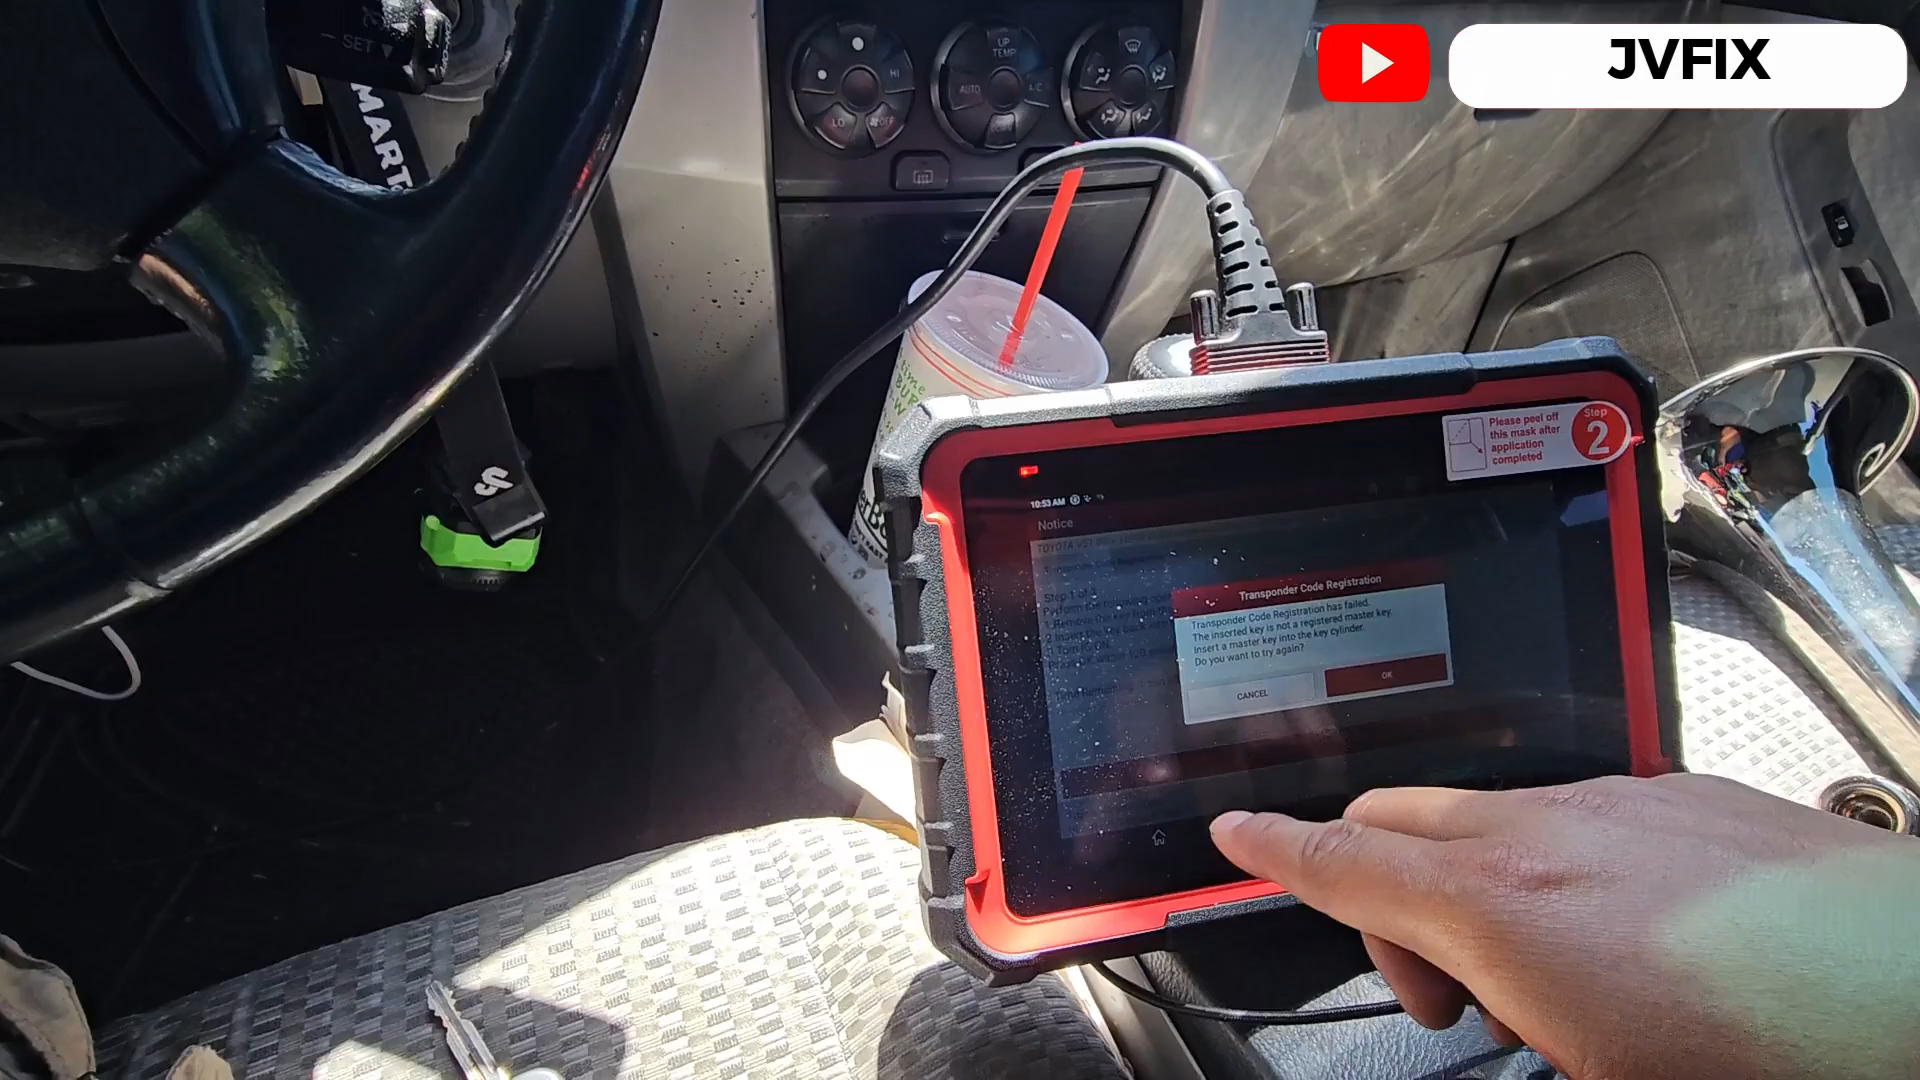 JVFIX
SET
UP
TEMP
HI
AUTO
A/C
LO
OFF
MART
time
Please peel off
this mask after
application
completed
Step
2
10:53 AM
Notice
Step 1 of
Transponder Code Registration
Transponder Code Registration has failed.
The inserted key is not a registered master key.
Insert a master key into the key cylinder.
Do you want to try again?
CANCEL
OK